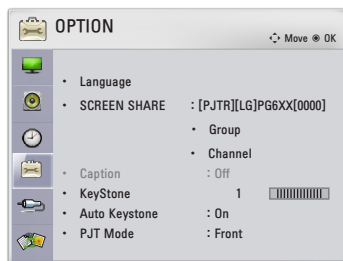 OPTION
Move OK
• Language
• SCREEN SHARE : [PJTR][LG]PG6XX[0000]
• Group
• Channel
• Caption : Off
• KeyStone 1
• Auto Keystone : On
• PJT Mode : Front